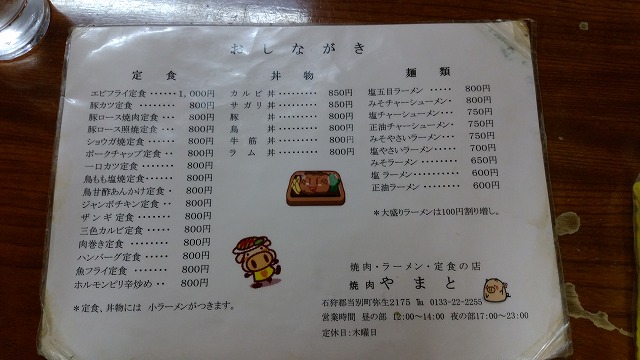 おしながき
定食
エビフライ定食 ······1,000円
豚カツ定食 ········ 800円
豚ロース焼肉定食 ··· 800円
豚ロース照焼定食 ··· 800円
ショウガ焼定食 ······ 800円
ポークチャップ定食 ·· 800円
一口カツ定食 ······· 800円
鳥もも塩焼定食 ······ 800円
鳥甘酢あんかけ定食 · 800円
ジャンボチキン定食 ·· 800円
ザンギ定食 ······· 800円
三色カルビ定食 ····· 800円
肉巻き定食 ········ 800円
ハンバーグ定食 ····· 800円
魚フライ定食 ······· 800円
ホルモンピリ辛炒め ·· 800円
*定食、丼物には 小ラーメンがつきます。
丼物
カルビ丼 ········· 850円
サガリ丼 ········· 850円
豚丼 ········· 800円
鳥丼 ········· 800円
牛筋丼 ········· 800円
ラム丼 ········· 800円
麺類
塩五目ラーメン ······ 800円
みそチャーシューメン · 800円
塩チャーシューメン ··· 750円
正油チャーシューメン · 750円
みそやさいラーメン ···· 750円
塩やさいラーメン ····· 700円
みそラーメン ········ 650円
塩 ラーメン ········· 600円
正油ラーメン ········ 600円
*大盛りラーメンは100円割り増し。
焼肉・ラーメン・定食の店
焼肉 やまと
石狩郡当別町弥生2175 ℡ 0133-22-2255
営業時間 昼の部 12:00〜14:00 夜の部17:00〜23:00
定休日:木曜日